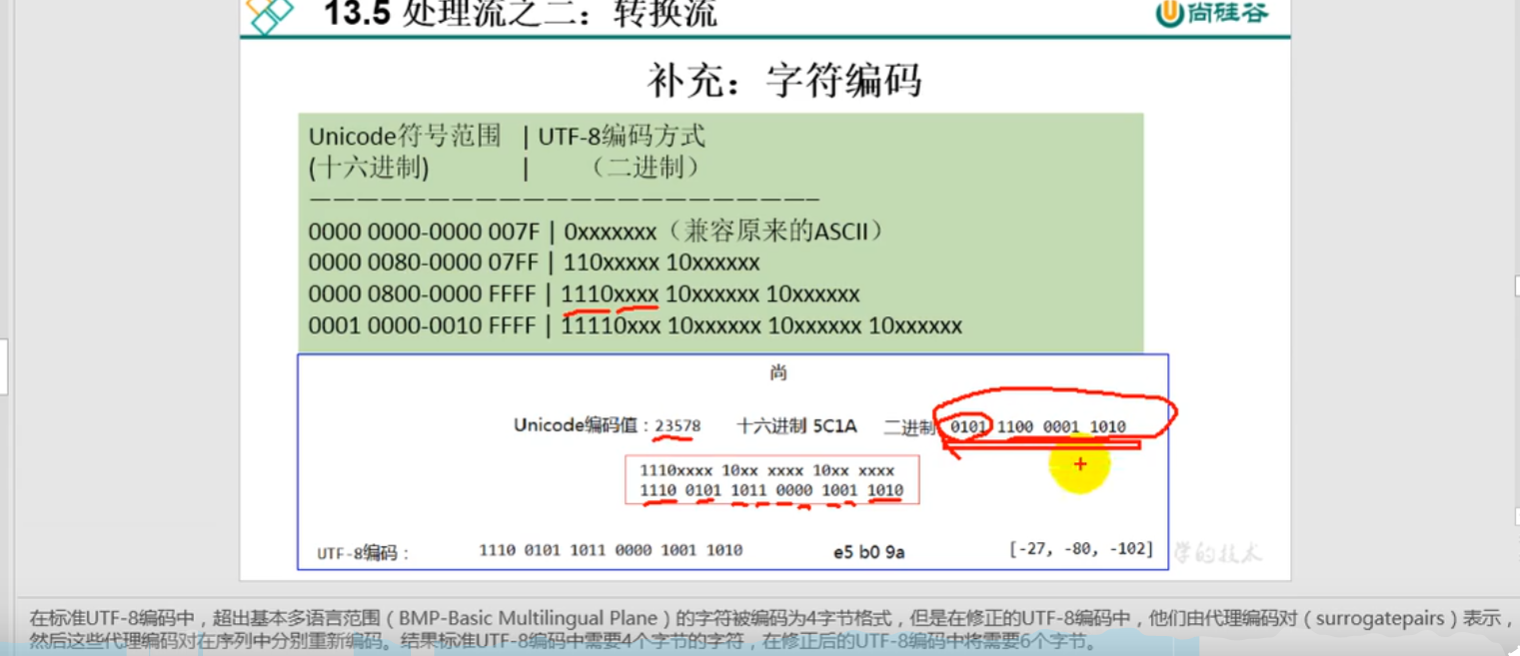 13.5 处理流之二：转换流
尚硅谷
补充：字符编码
Unicode符号范围 | UTF-8编码方式
(十六进制) | （二进制）
—————————————————————–
0000 0000-0000 007F | 0xxxxxxx（兼容原来的ASCII）
0000 0080-0000 07FF | 110xxxxx 10xxxxxx
0000 0800-0000 FFFF | 1110xxxx 10xxxxxx 10xxxxxx
0001 0000-0010 FFFF | 11110xxx 10xxxxxx 10xxxxxx 10xxxxxx
尚
Unicode编码值：23578 十六进制 5C1A 二进制 0101 1100 0001 1010
1110xxxx 10xx xxxx 10xx xxxx
1110 0101 1011 0000 1001 1010
UTF-8编码： 1110 0101 1011 0000 1001 1010 e5 b0 9a [-27, -80, -102]
学的技术
在标准UTF-8编码中，超出基本多语言范围（BMP-Basic Multilingual Plane）的字符被编码为4字节格式，但是在修正的UTF-8编码中，他们由代理编码对（surrogatepairs）表示，
然后这些代理编码对在序列中分别重新编码。结果标准UTF-8编码中需要4个字节的字符，在修正后的UTF-8编码中将需要6个字节。